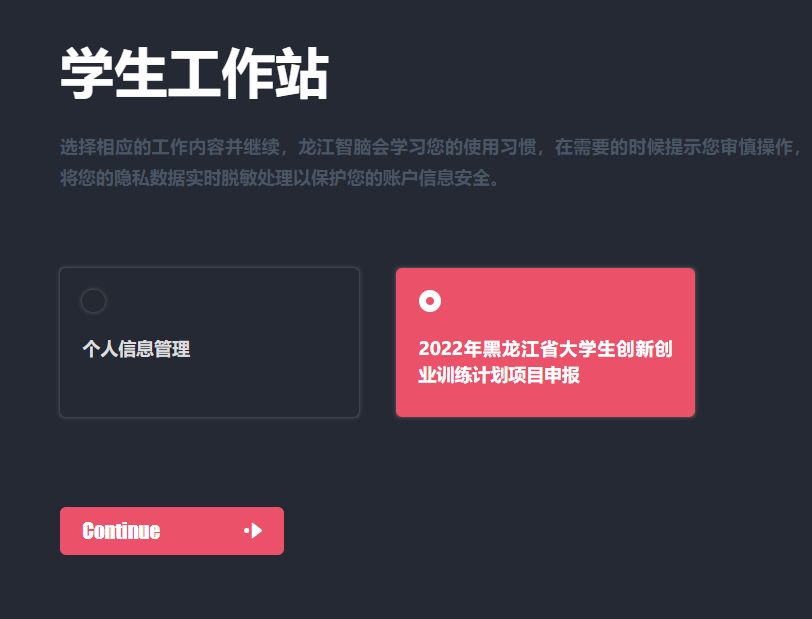 学生工作站
选择相应的工作内容并继续，龙江智脑会学习您的使用习惯，在需要的时候提示您审慎操作，
将您的隐私数据实时脱敏处理以保护您的账户信息安全。
个人信息管理
2022年黑龙江省大学生创新创
业训练计划项目申报
Continue